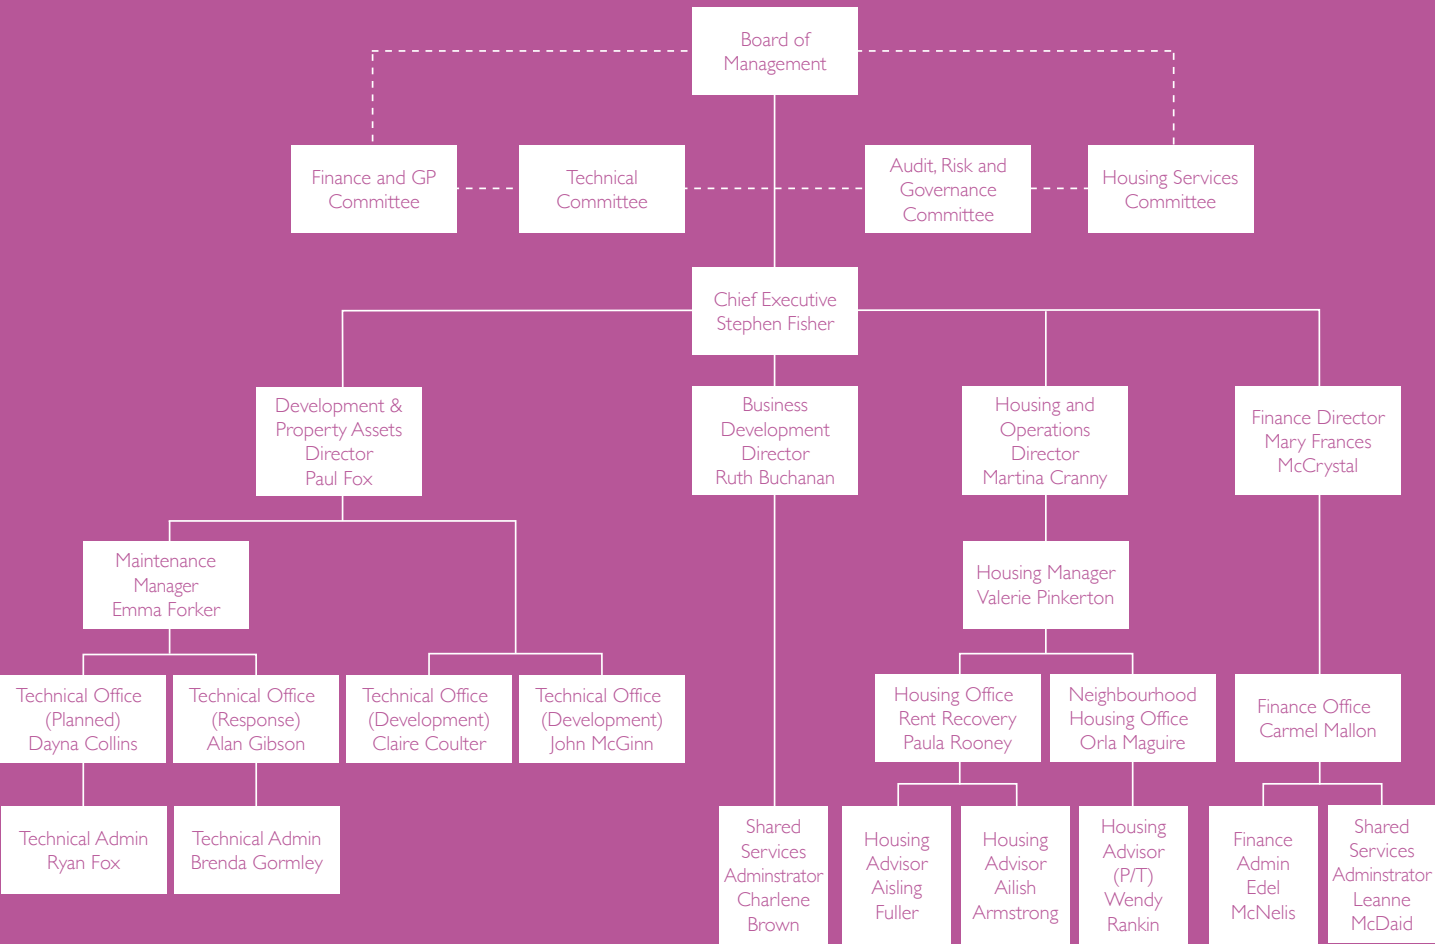 Board of
Management
Finance and GP
Committee
Technical
Committee
Audit, Risk and
Governance
Committee
Housing Services
Committee
Chief Executive
Stephen Fisher
Development &
Property Assets
Director
Paul Fox
Business
Development
Director
Ruth Buchanan
Housing and
Operations
Director
Martina Cranny
Finance Director
Mary Frances
McCrystal
Maintenance
Manager
Emma Forker
Housing Manager
Valerie Pinkerton
Technical Office
(Planned)
Dayna Collins
Technical Office
(Response)
Alan Gibson
Technical Office
(Development)
Claire Coulter
Technical Office
(Development)
John McGinn
Housing Office
Rent Recovery
Paula Rooney
Neighbourhood
Housing Office
Orla Maguire
Finance Office
Carmel Mallon
Technical Admin
Ryan Fox
Technical Admin
Brenda Gormley
Shared
Services
Adminstrator
Charlene
Brown
Housing
Advisor
Aisling
Fuller
Housing
Advisor
Ailish
Armstrong
Housing
Advisor
(P/T)
Wendy
Rankin
Finance
Admin
Edel
McNelis
Shared
Services
Adminstrator
Leanne
McDaid